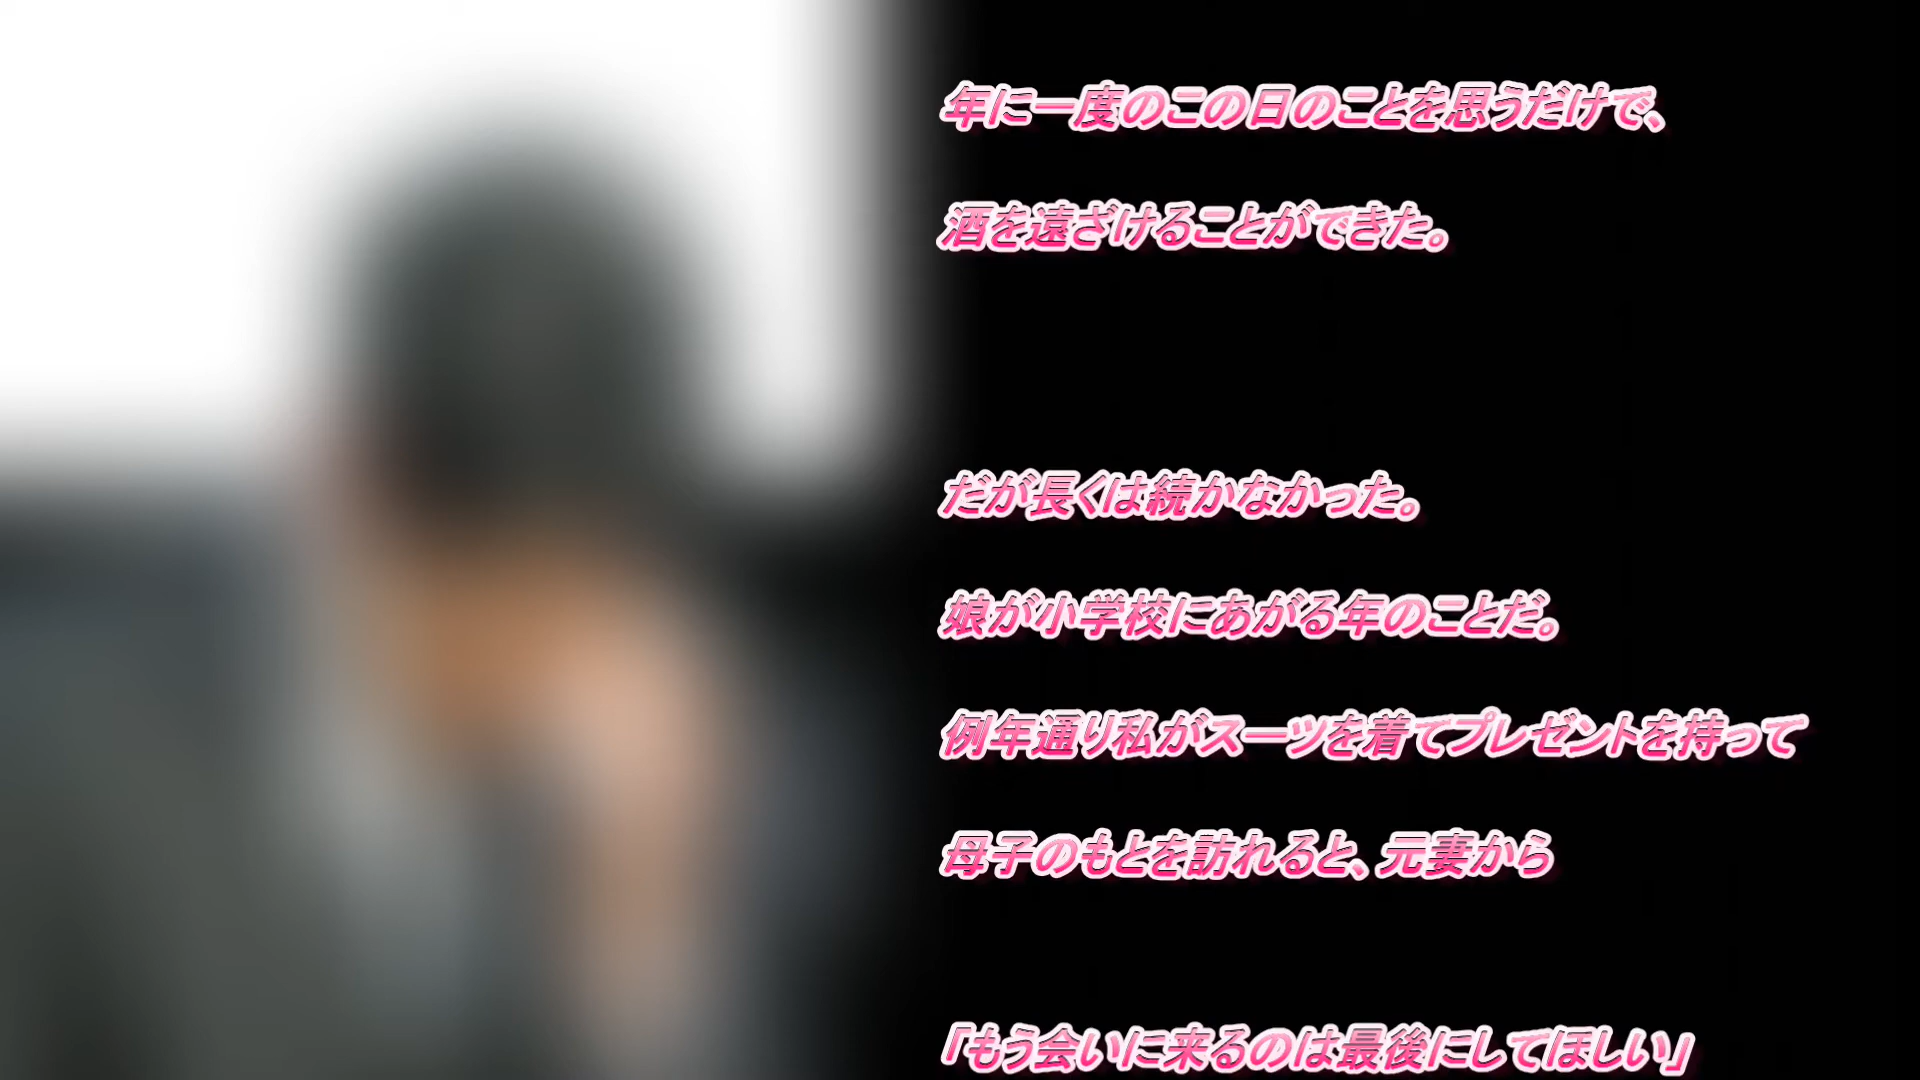 年に一度のこの日のことを思うだけで、
酒を遠ざけることができた。
だが長くは続かなかった。
娘が小学校にあがる年のことだ。
例年通り私がスーツを着てプレゼントを持って
母子のもとを訪れると、元妻から
「もう会いに来るのは最後にしてほしい」